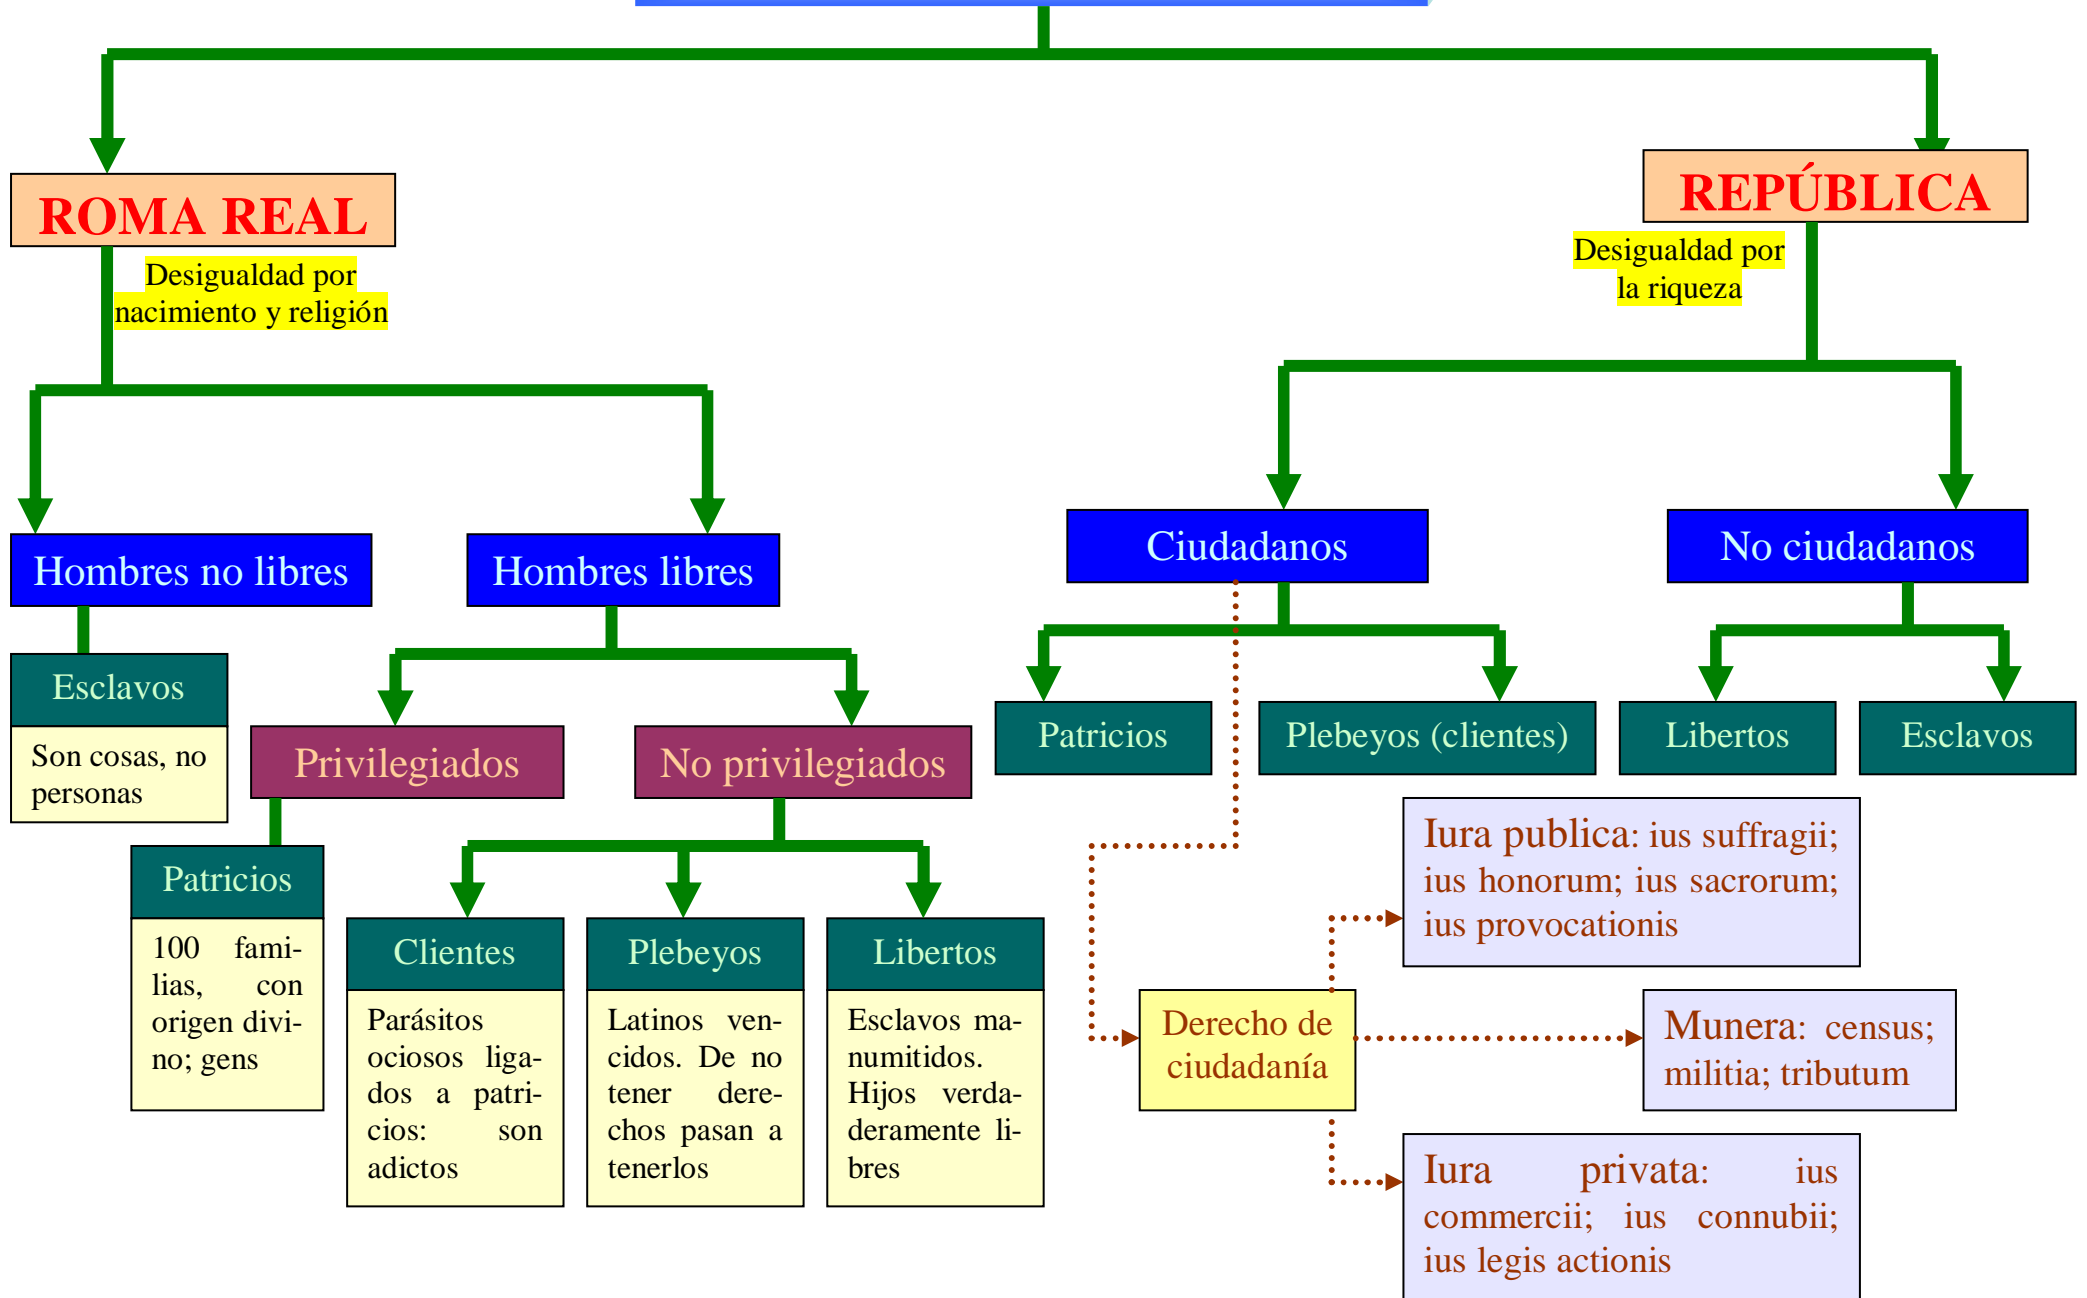 ROMA REAL
Desigualdad por
nacimiento y religión
REPÚBLICA
Desigualdad por
la riqueza
Hombres no libres
Hombres libres
Ciudadanos
No ciudadanos
Esclavos
Son cosas, no
personas
Privilegiados
No privilegiados
Patricios
Plebeyos (clientes)
Libertos
Esclavos
Patricios
100 fami-
lias, con
origen divi-
no; gens
Clientes
Parásitos
ociosos liga-
dos a patri-
cios: son
adictos
Plebeyos
Latinos ven-
cidos. De no
tener dere-
chos pasan a
tenerlos
Libertos
Esclavos ma-
numitidos.
Hijos verda-
deramente li-
bres
Derecho de
ciudadanía
Iura publica: ius suffragii;
ius honorum; ius sacrorum;
ius provocationis
Munera: census;
militia; tributum
Iura privata: ius
commercii; ius connubii;
ius legis actionis